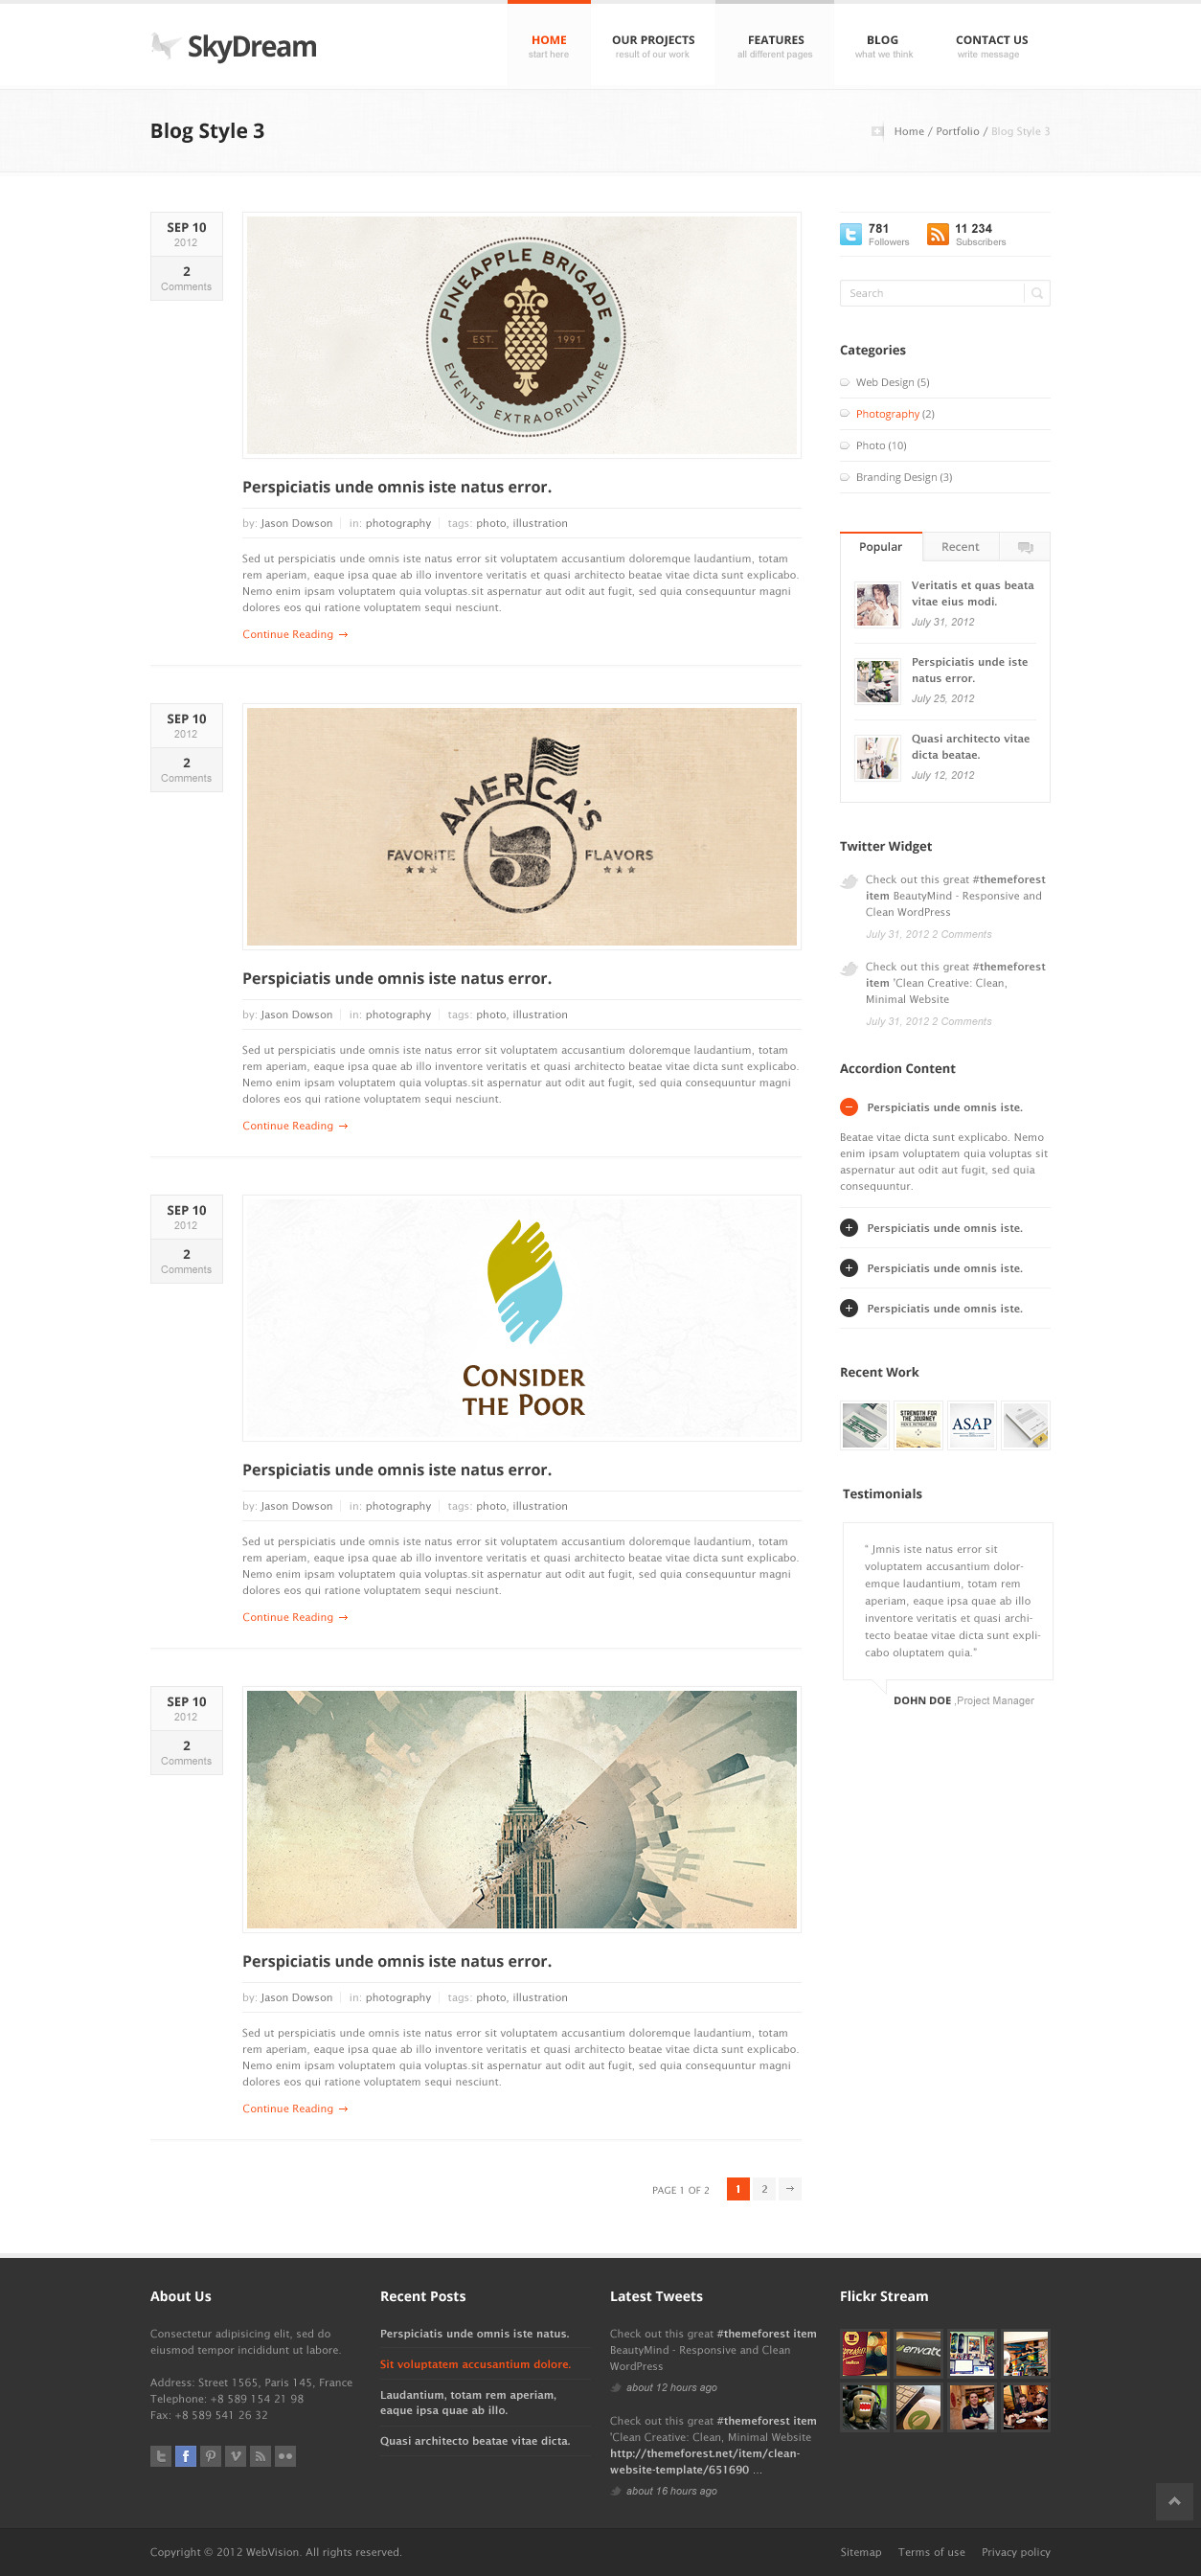 SkyDream
HOME
start here
OUR PROJECTS
result of our work
FEATURES
all different pages
BLOG
what we think
CONTACT US
write message
Blog Style 3
Home / Portfolio / Blog Style 3
SEP 10
2012
2
Comments
PINEAPPLE BRIGADE
EST. 1991
EVENTS EXTRAORDINAIRE
Perspiciatis unde omnis iste natus error.
by: Jason Dowson in: photography tags: photo, illustration
Sed ut perspiciatis unde omnis iste natus error sit voluptatem accusantium doloremque laudantium, totam
rem aperiam, eaque ipsa quae ab illo inventore veritatis et quasi architecto beatae vitae dicta sunt explicabo.
Nemo enim ipsam voluptatem quia voluptas.sit aspernatur aut odit aut fugit, sed quia consequuntur magni
dolores eos qui ratione voluptatem sequi nesciunt.
Continue Reading →
SEP 10
2012
2
Comments
AMERICA'S
FAVORITE 5 FLAVORS
Perspiciatis unde omnis iste natus error.
by: Jason Dowson in: photography tags: photo, illustration
Sed ut perspiciatis unde omnis iste natus error sit voluptatem accusantium doloremque laudantium, totam
rem aperiam, eaque ipsa quae ab illo inventore veritatis et quasi architecto beatae vitae dicta sunt explicabo.
Nemo enim ipsam voluptatem quia voluptas.sit aspernatur aut odit aut fugit, sed quia consequuntur magni
dolores eos qui ratione voluptatem sequi nesciunt.
Continue Reading →
SEP 10
2012
2
Comments
CONSIDER
THE POOR
Perspiciatis unde omnis iste natus error.
by: Jason Dowson in: photography tags: photo, illustration
Sed ut perspiciatis unde omnis iste natus error sit voluptatem accusantium doloremque laudantium, totam
rem aperiam, eaque ipsa quae ab illo inventore veritatis et quasi architecto beatae vitae dicta sunt explicabo.
Nemo enim ipsam voluptatem quia voluptas.sit aspernatur aut odit aut fugit, sed quia consequuntur magni
dolores eos qui ratione voluptatem sequi nesciunt.
Continue Reading →
SEP 10
2012
2
Comments
Perspiciatis unde omnis iste natus error.
by: Jason Dowson in: photography tags: photo, illustration
Sed ut perspiciatis unde omnis iste natus error sit voluptatem accusantium doloremque laudantium, totam
rem aperiam, eaque ipsa quae ab illo inventore veritatis et quasi architecto beatae vitae dicta sunt explicabo.
Nemo enim ipsam voluptatem quia voluptas.sit aspernatur aut odit aut fugit, sed quia consequuntur magni
dolores eos qui ratione voluptatem sequi nesciunt.
Continue Reading →
PAGE 1 OF 2 1 2 →
781
Followers
11 234
Subscribers
Search
Categories
Web Design (5)
Photography (2)
Photo (10)
Branding Design (3)
Popular Recent
Veritatis et quas beata
vitae eius modi.
July 31, 2012
Perspiciatis unde iste
natus error.
July 25, 2012
Quasi architecto vitae
dicta beatae.
July 12, 2012
Twitter Widget
Check out this great #themeforest
item BeautyMind - Responsive and
Clean WordPress
July 31, 2012 2 Comments
Check out this great #themeforest
item 'Clean Creative: Clean,
Minimal Website
July 31, 2012 2 Comments
Accordion Content
Perspiciatis unde omnis iste.
Beatae vitae dicta sunt explicabo. Nemo
enim ipsam voluptatem quia voluptas sit
aspernatur aut odit aut fugit, sed quia
consequuntur.
Perspiciatis unde omnis iste.
Perspiciatis unde omnis iste.
Perspiciatis unde omnis iste.
Recent Work
STRENGTH FOR
THE JOURNEY
ASAP
Testimonials
" Jmnis iste natus error sit
voluptatem accusantium dolor-
emque laudantium, totam rem
aperiam, eaque ipsa quae ab illo
inventore veritatis et quasi archi-
tecto beatae vitae dicta sunt expli-
cabo oluptatem quia."
DOHN DOE ,Project Manager
About Us
Consectetur adipisicing elit, sed do
eiusmod tempor incididunt ut labore.
Address: Street 1565, Paris 145, France
Telephone: +8 589 154 21 98
Fax: +8 589 541 26 32
Recent Posts
Perspiciatis unde omnis iste natus.
Sit voluptatem accusantium dolore.
Laudantium, totam rem aperiam,
eaque ipsa quae ab illo.
Quasi architecto beatae vitae dicta.
Latest Tweets
Check out this great #themeforest item
BeautyMind - Responsive and Clean
WordPress
about 12 hours ago
Check out this great #themeforest item
'Clean Creative: Clean, Minimal Website
http://themeforest.net/item/clean-
website-template/651690 ...
about 16 hours ago
Flickr Stream
envato
Copyright © 2012 WebVision. All rights reserved.
Sitemap Terms of use Privacy policy